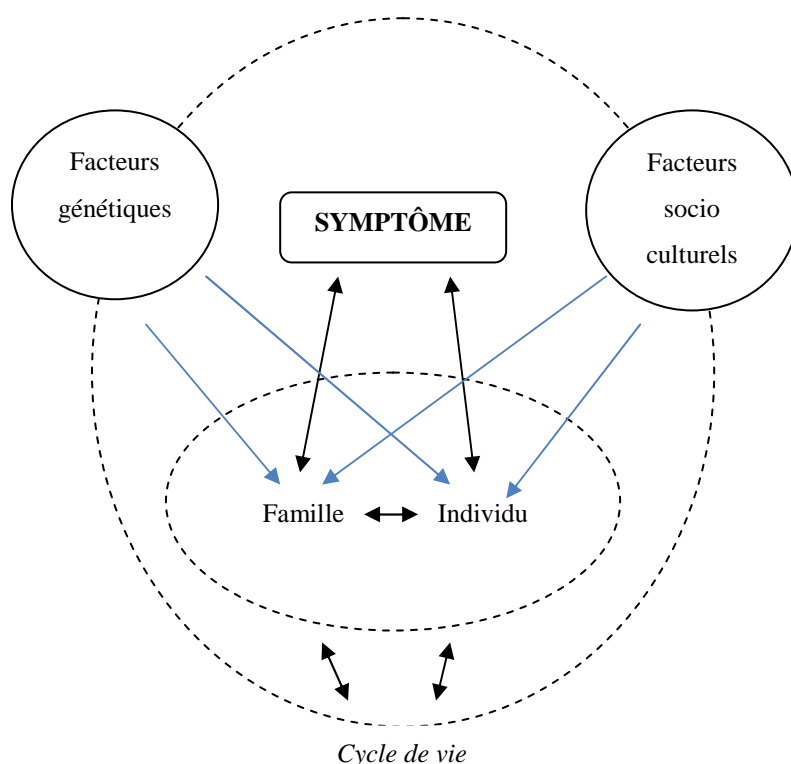 Facteurs
génétiques
SYMPTÔME
Facteurs
socio
culturels
Famille
Individu
Cycle de vie